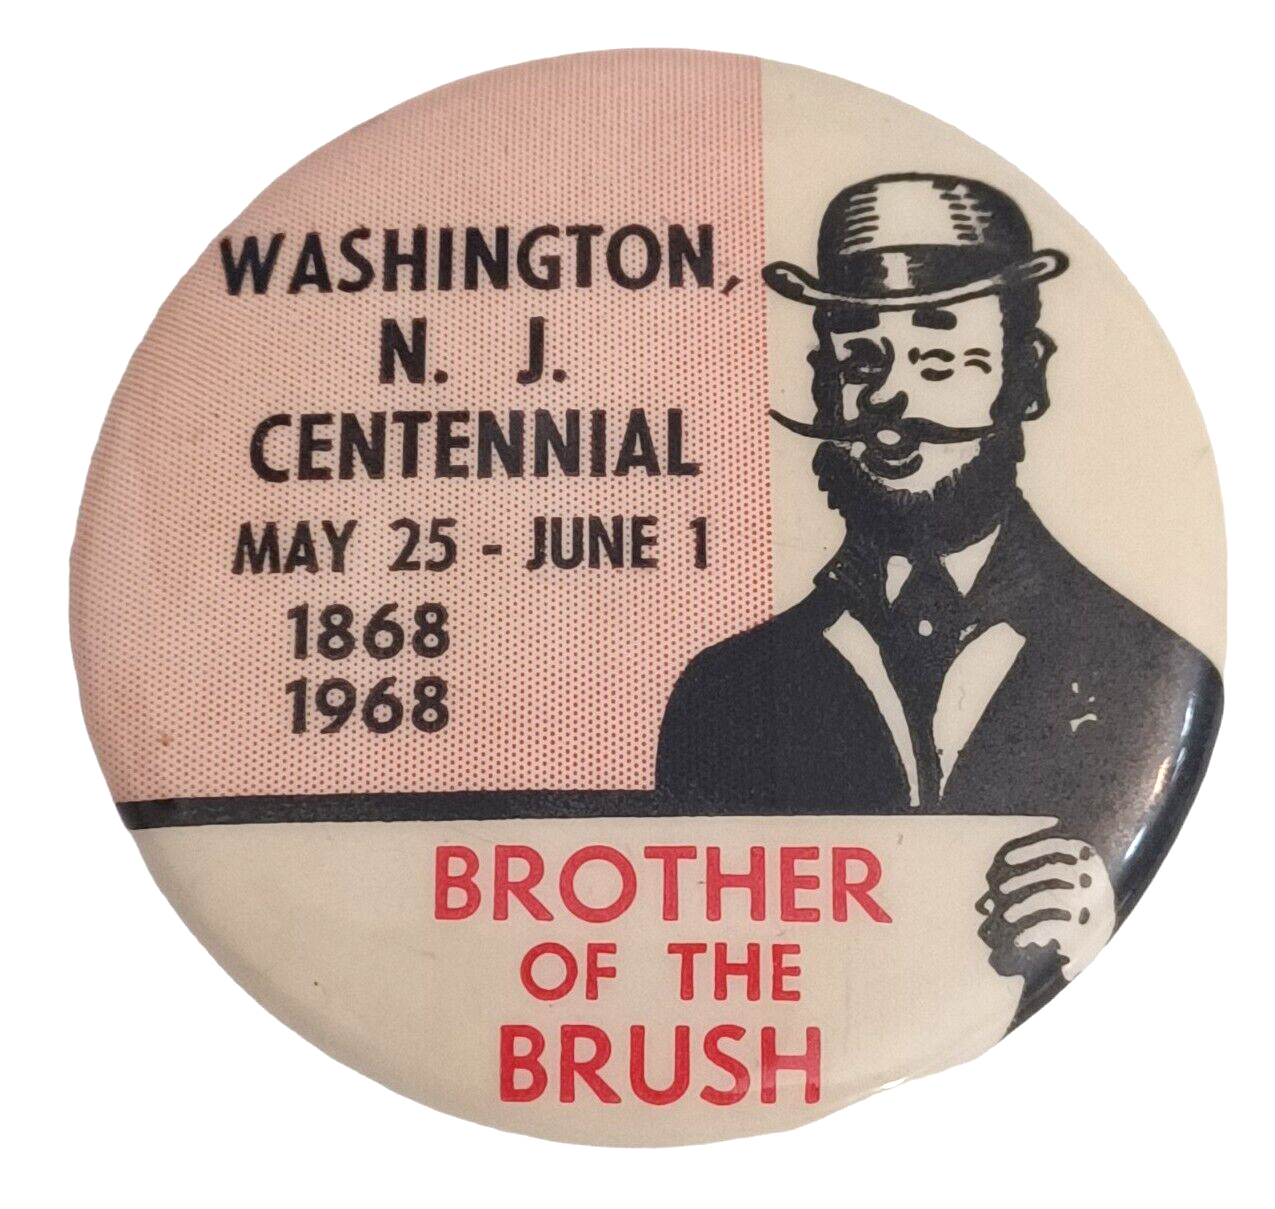 WASHINGTON,
N. J.
CENTENNIAL
MAY 25 - JUNE 1
1868
1968
BROTHER
OF THE
BRUSH